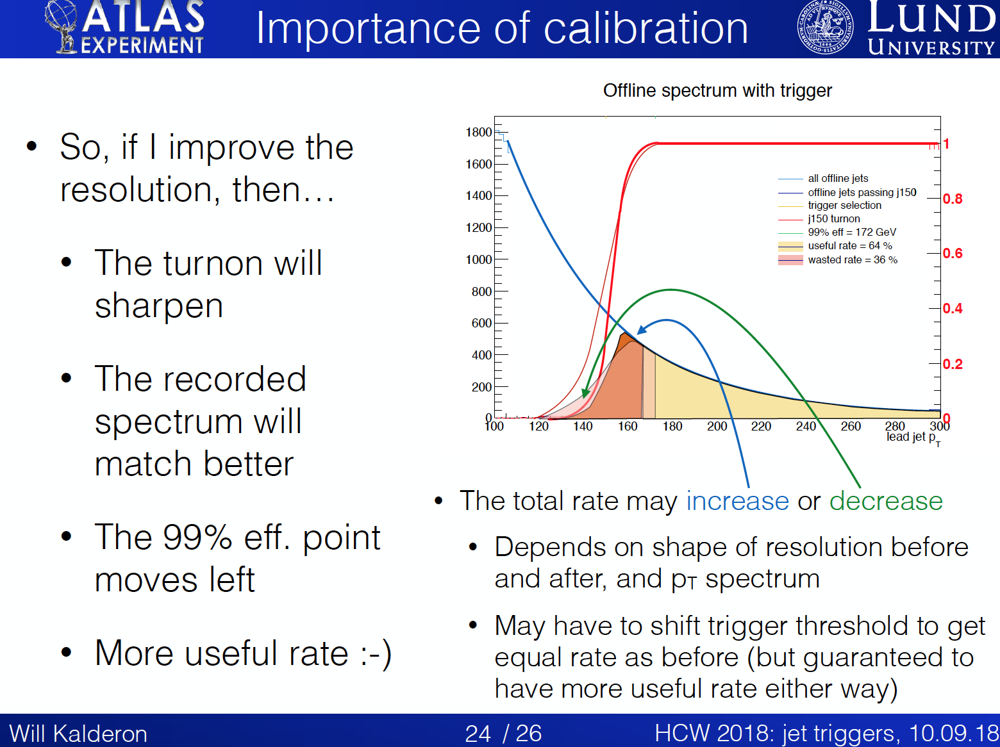 ATLAS
EXPERIMENT
Importance of calibration
LUND
UNIVERSITY
• So, if I improve the
resolution, then…
• The turnon will
sharpen
• The recorded
spectrum will
match better
• The 99% eff. point
moves left
• More useful rate :-)
Offline spectrum with trigger
1800
1600
1400
1200
1000
800
600
400
200
0
1
0.8
0.6
0.4
0.2
0
all offline jets
offline jets passing j150
trigger selection
j150 turnon
99% eff = 172 GeV
useful rate = 64 %
wasted rate = 36 %
100 120 140 160 180 200 220 240 260 280 300
lead jet pT
• The total rate may increase or decrease
• Depends on shape of resolution before
and after, and pT spectrum
• May have to shift trigger threshold to get
equal rate as before (but guaranteed to
have more useful rate either way)
Will Kalderon
24 / 26
HCW 2018: jet triggers, 10.09.18